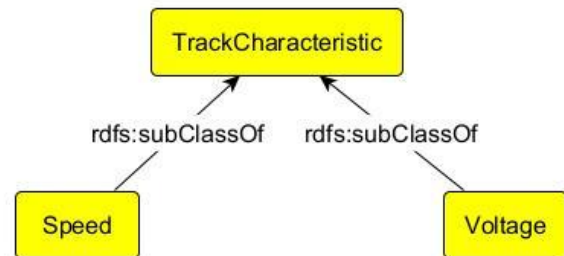 TrackCharacteristic
rdfs:subClassOf
rdfs:subClassOf
Speed
Voltage